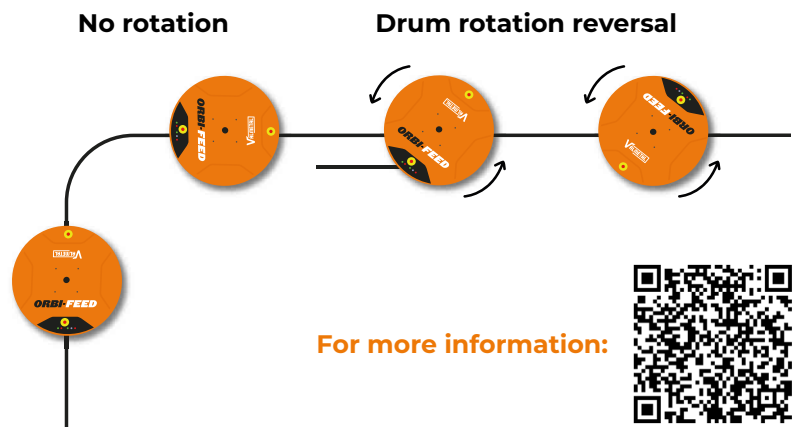 No rotation
Drum rotation reversal
ORBI-FEED
ORBI-FEED
ORBI-FEED
ORBI-FEED
For more information: